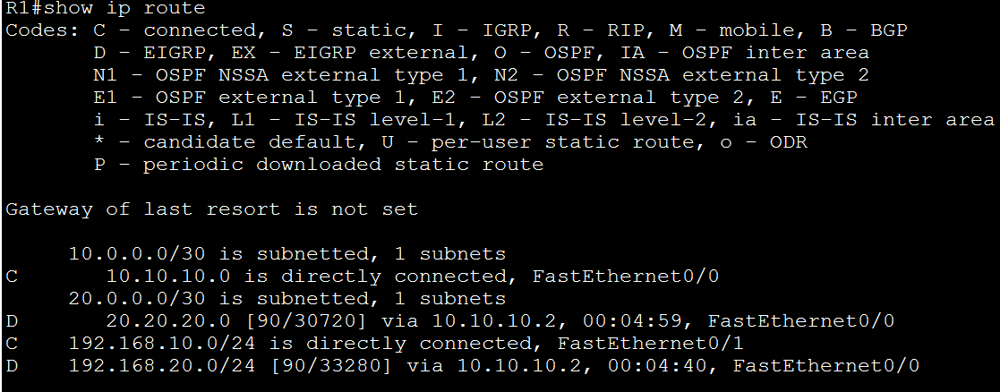 R1#show ip route
Codes: C - connected, S - static, I - IGRP, R - RIP, M - mobile, B - BGP
D - EIGRP, EX - EIGRP external, O - OSPF, IA - OSPF inter area
N1 - OSPF NSSA external type 1, N2 - OSPF NSSA external type 2
E1 - OSPF external type 1, E2 - OSPF external type 2, E - EGP
i - IS-IS, L1 - IS-IS level-1, L2 - IS-IS level-2, ia - IS-IS inter area
* - candidate default, U - per-user static route, o - ODR
P - periodic downloaded static route
Gateway of last resort is not set
10.0.0.0/30 is subnetted, 1 subnets
C 10.10.10.0 is directly connected, FastEthernet0/0
20.0.0.0/30 is subnetted, 1 subnets
D 20.20.20.0 [90/30720] via 10.10.10.2, 00:04:59, FastEthernet0/0
C 192.168.10.0/24 is directly connected, FastEthernet0/1
D 192.168.20.0/24 [90/33280] via 10.10.10.2, 00:04:40, FastEthernet0/0